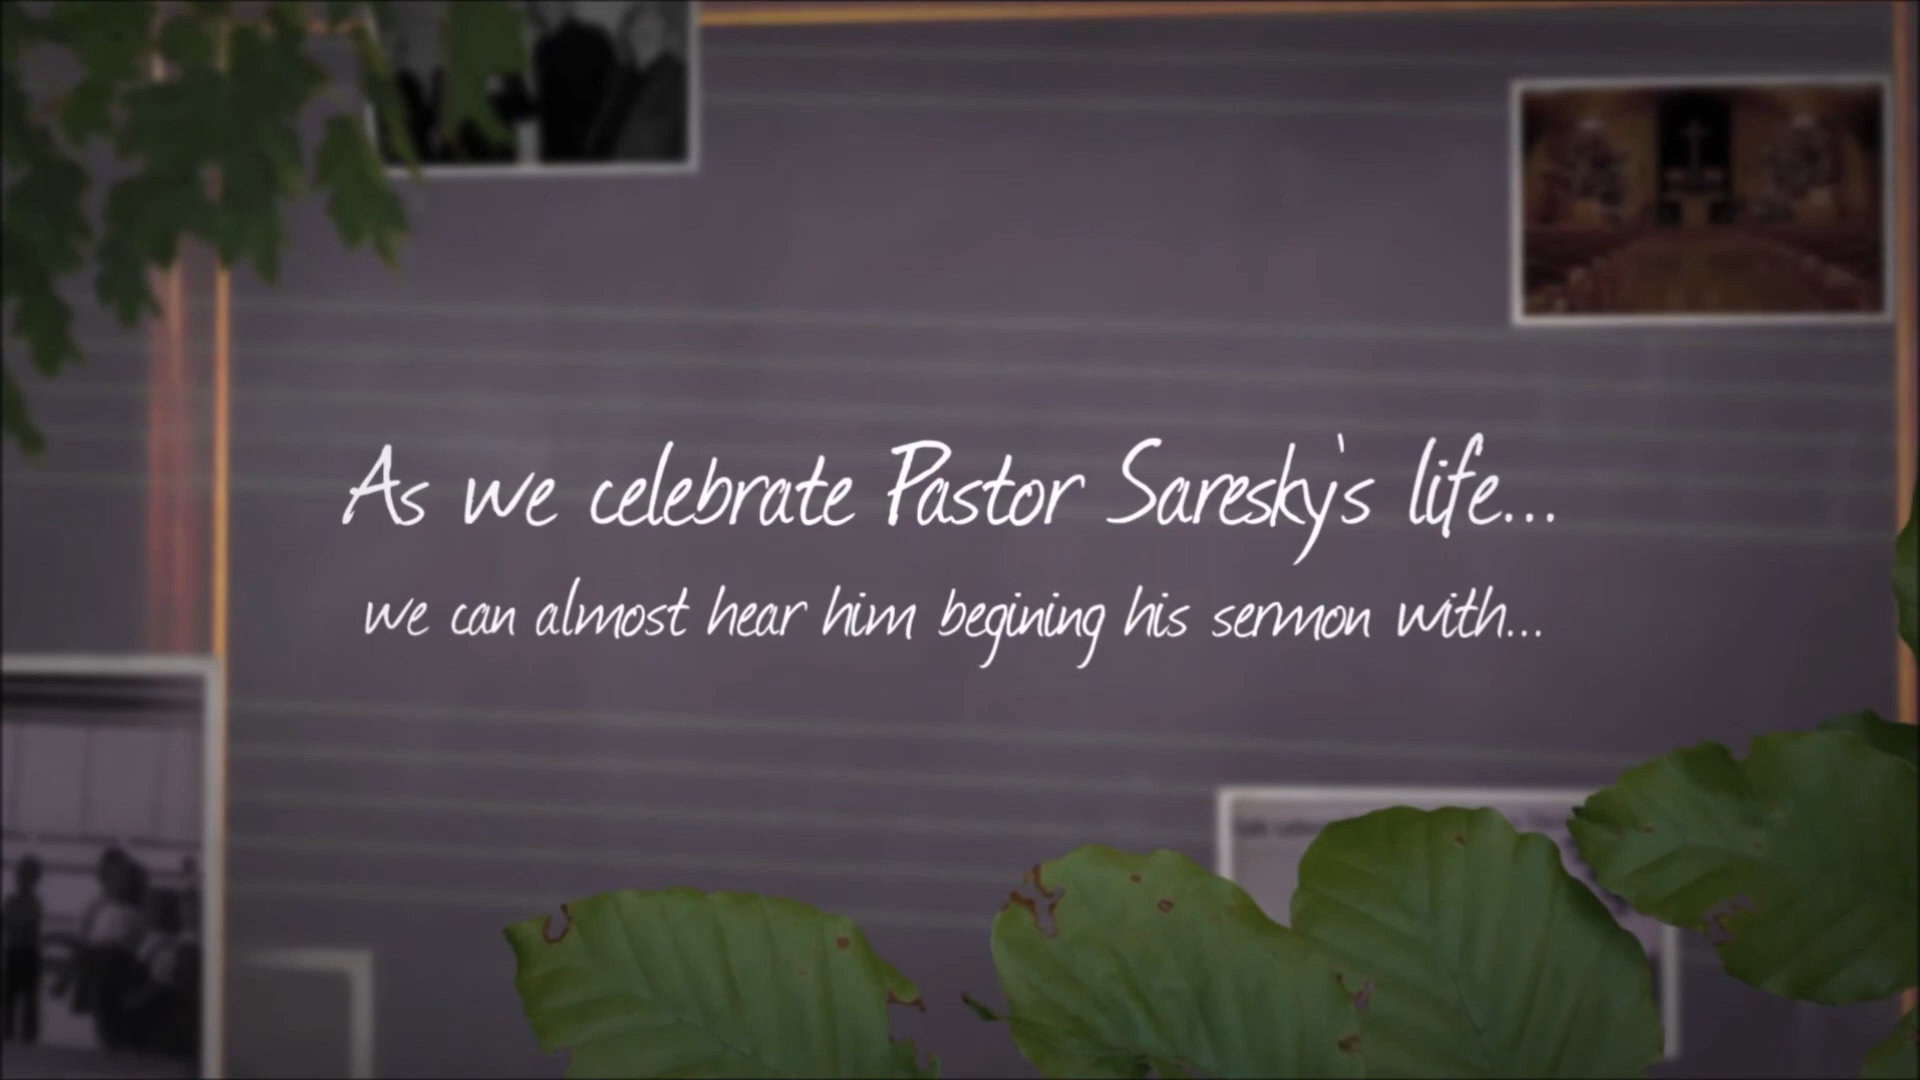 As we celebrate Pastor Saresky's life...
we can almost hear him begining his sermon with...